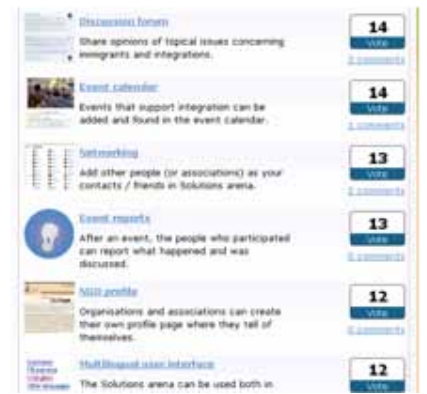 Discussion forum
Share opinions of topical issues concerning
immigrants and integrations.
14
Vote
2 comments
Event calendar
Events that support integration can be
added and found in the event calendar.
14
Vote
comments
Networking
Add other people (or associations) as your
contacts / friends in Solutions arena.
13
Vote
comments
Event reports
After an event, the people who participated
can report what happened and was
discussed.
13
Vote
comments
NGO profile
Organisations and associations can create
their own profile page where they tell of
themselves.
12
Vote
comments
Multilingual user interface
The Solutions arena can be used both in
12
Vote